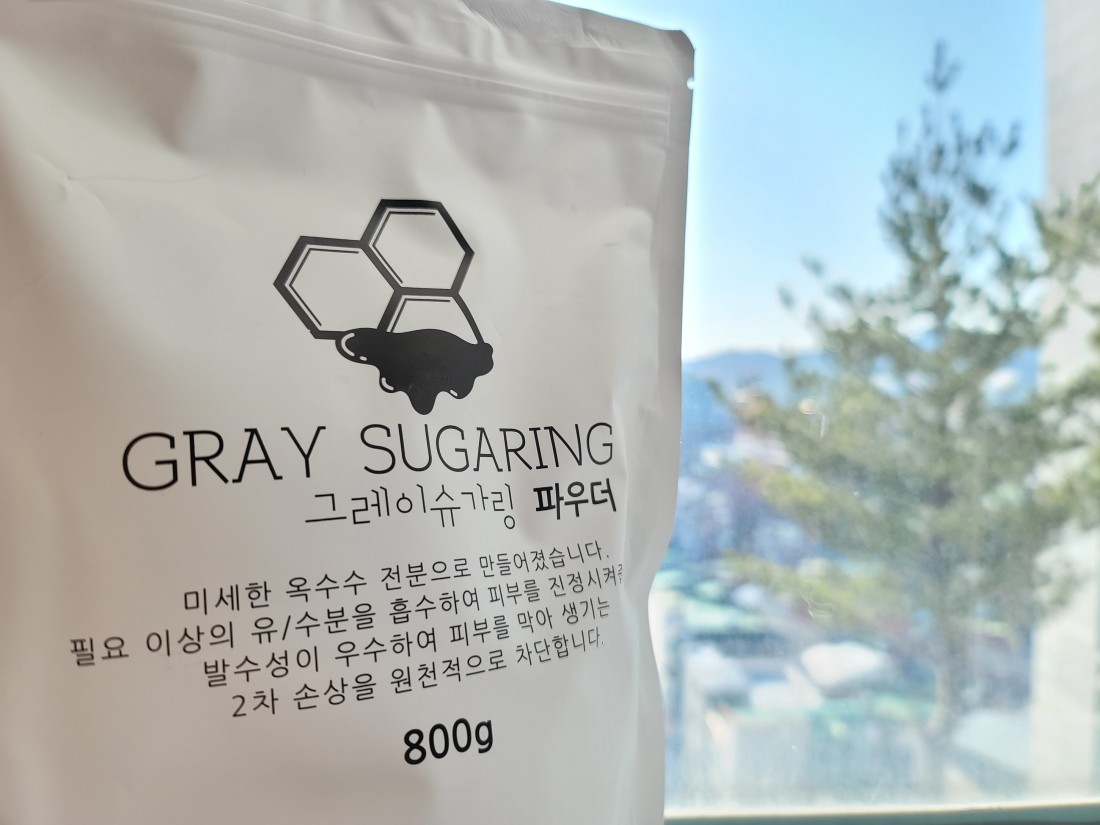 GRAY SUGARING
그레이슈가링 파우더
미세한 옥수수 전분으로 만들어졌습니다.
필요 이상의 유/수분을 흡수하여 피부를 진정시켜주
발수성이 우수하여 피부를 막아 생기는
2차 손상을 원천적으로 차단합니다.
800g